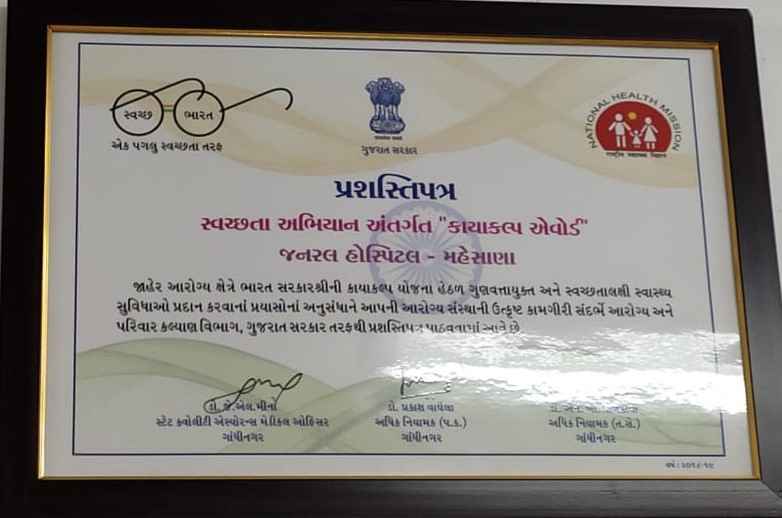 સ્વચ્છ ભારત
એક પગલુ સ્વચ્છતા તરફ
ગુજરાત સરકાર
NATIONAL HEALTH MISSION
राष्ट्रीय स्वास्थ्य मिशन
પ્રશસ્તિપત્ર
સ્વચ્છતા અભિયાન અંતર્ગત "કાયાકલ્પ એવોર્ડ"
જનરલ હોસ્પિટલ - મહેસાણા
જાહેર આરોગ્ય ક્ષેત્રે ભારત સરકારશ્રીની કાયાકલ્પ યોજના હેઠળ ગુણવત્તાયુક્ત અને સ્વચ્છતાલક્ષી સ્વાસ્થ્ય
સુવિધાઓ પ્રદાન કરવાનાં પ્રયાસોનાં અનુસંધાને આપની આરોગ્ય સંસ્થાની ઉત્કૃષ્ટ કામગીરી સંદર્ભે આરોગ્ય અને
પરિવાર કલ્યાણ વિભાગ, ગુજરાત સરકાર તરફથી પ્રશસ્તિપત્ર પાઠવવામાં આવે છે.
ડૉ. જે.એલ.મીના ડૉ. પ્રકાશ વાઘેલા
સ્ટેટ ક્વોલીટી એસ્યોરન્સ મેડીકલ ઓફિસર અધિક નિયામક (પ.ક.) અધિક નિયામક (ત.સે.)
ગાંધીનગર ગાંધીનગર ગાંધીનગર